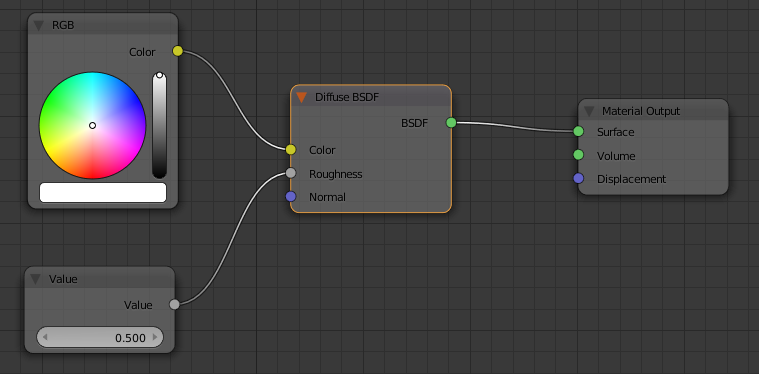 RGB
Color
Value
Value
0.500
Diffuse BSDF
BSDF
Color
Roughness
Normal
Material Output
Surface
Volume
Displacement